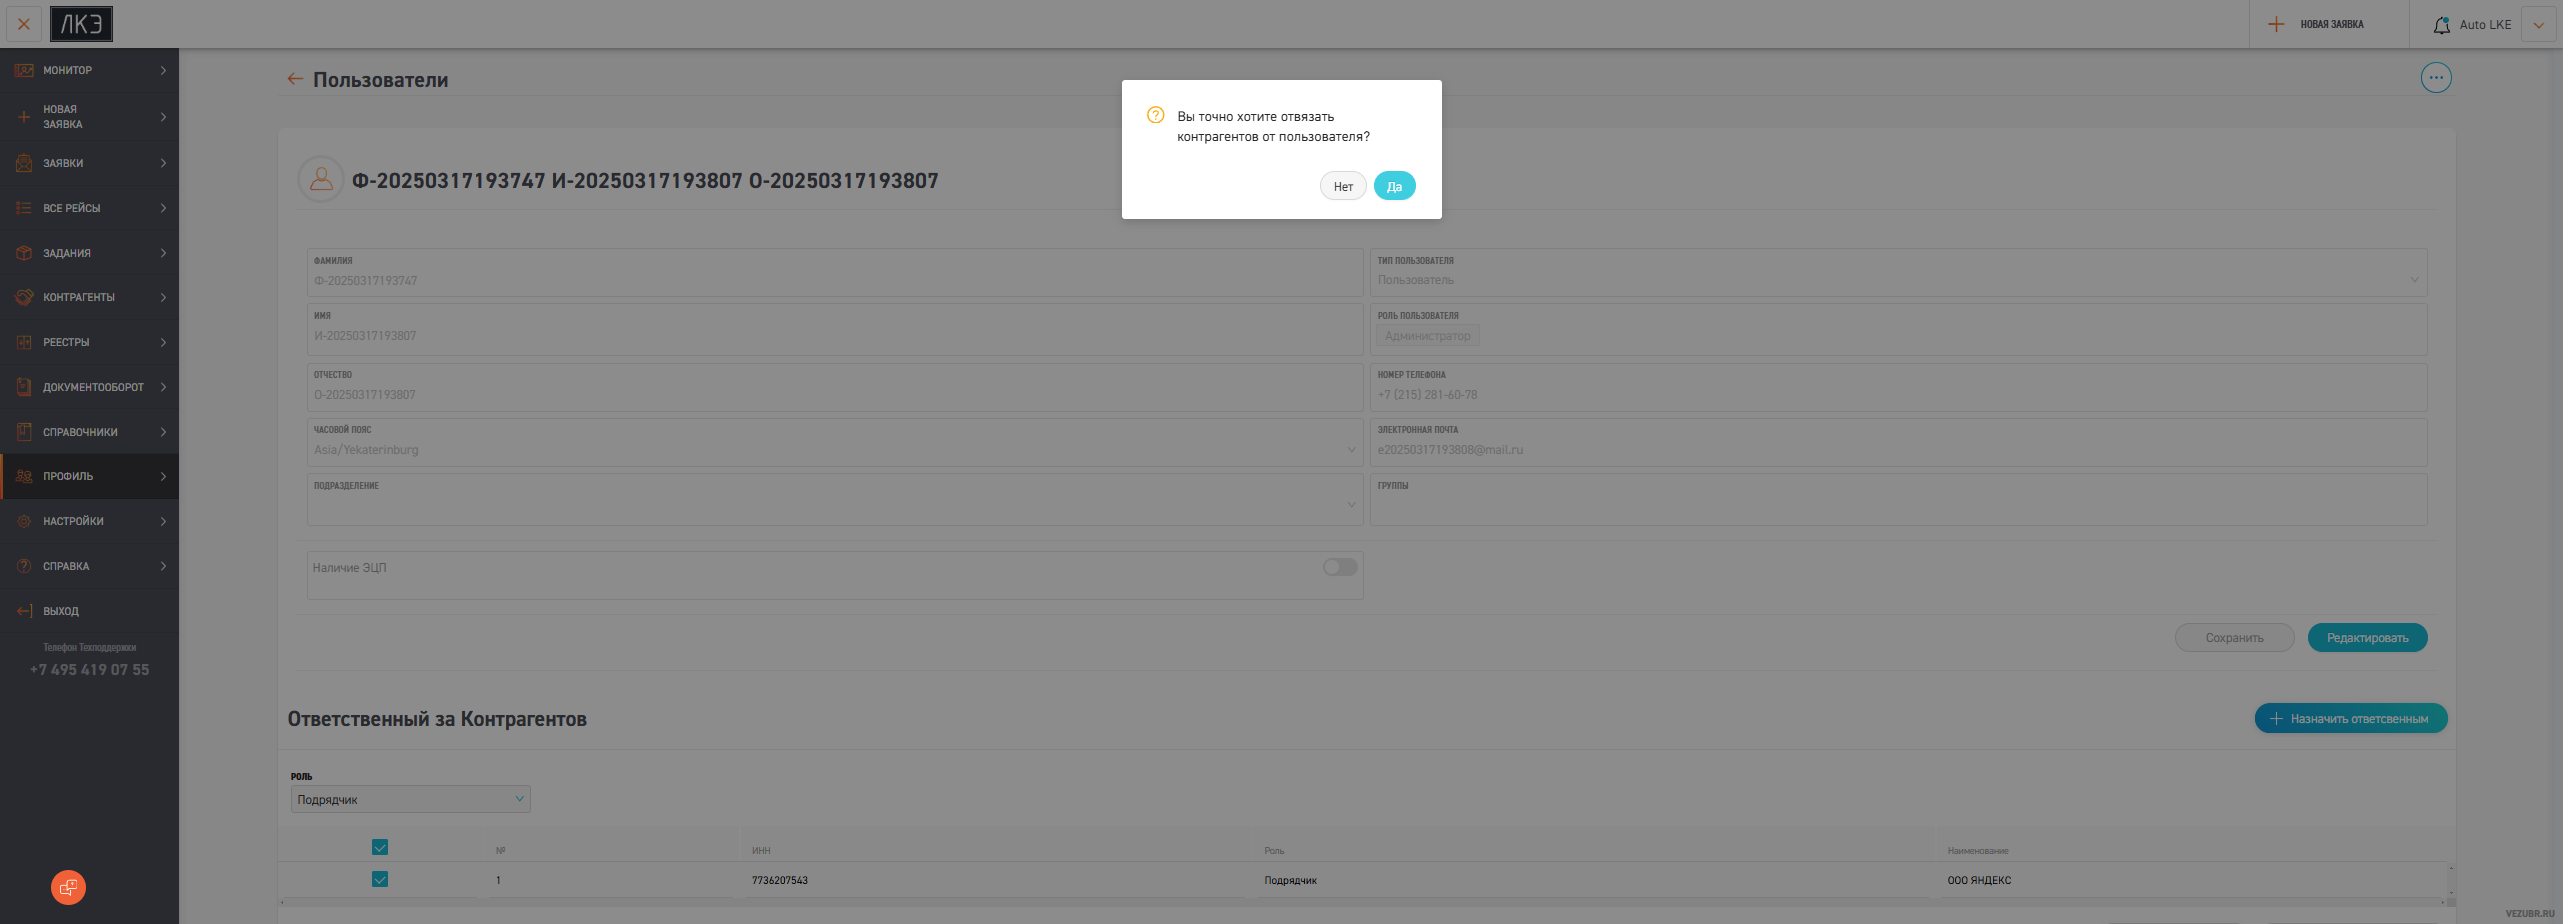 ЛКЭ
НОВАЯ ЗАЯВКА
Auto LKE
МОНИТОР
НОВАЯ
ЗАЯВКА
ЗАЯВКИ
ВСЕ РЕЙСЫ
ЗАДАНИЯ
КОНТРАГЕНТЫ
РЕЕСТРЫ
ДОКУМЕНТООБОРОТ
СПРАВОЧНИКИ
ПРОФИЛЬ
НАСТРОЙКИ
СПРАВКА
ВЫХОД
Телефон Техподдержки
+7 495 419 07 55
Пользователи
Вы точно хотите отвязать
контрагентов от пользователя?
Нет
Да
Ф-20250317193747 И-20250317193807 О-20250317193807
ФАМИЛИЯ
Ф-20250317193747
ТИП ПОЛЬЗОВАТЕЛЯ
Пользователь
ИМЯ
И-20250317193807
РОЛЬ ПОЛЬЗОВАТЕЛЯ
Администратор
ОТЧЕСТВО
О-20250317193807
НОМЕР ТЕЛЕФОНА
+7 (215) 281-60-78
ЧАСОВОЙ ПОЯС
Asia/Yekaterinburg
ЭЛЕКТРОННАЯ ПОЧТА
e20250317193808@mail.ru
ПОДРАЗДЕЛЕНИЕ
ГРУППЫ
Наличие ЭЦП
Сохранить
Редактировать
Ответственный за Контрагентов
Назначить ответсвенным
РОЛЬ
Подрядчик
№ ИНН Роль Наименование
1 7736207543 Подрядчик ООО ЯНДЕКС
VEZUBR.RU